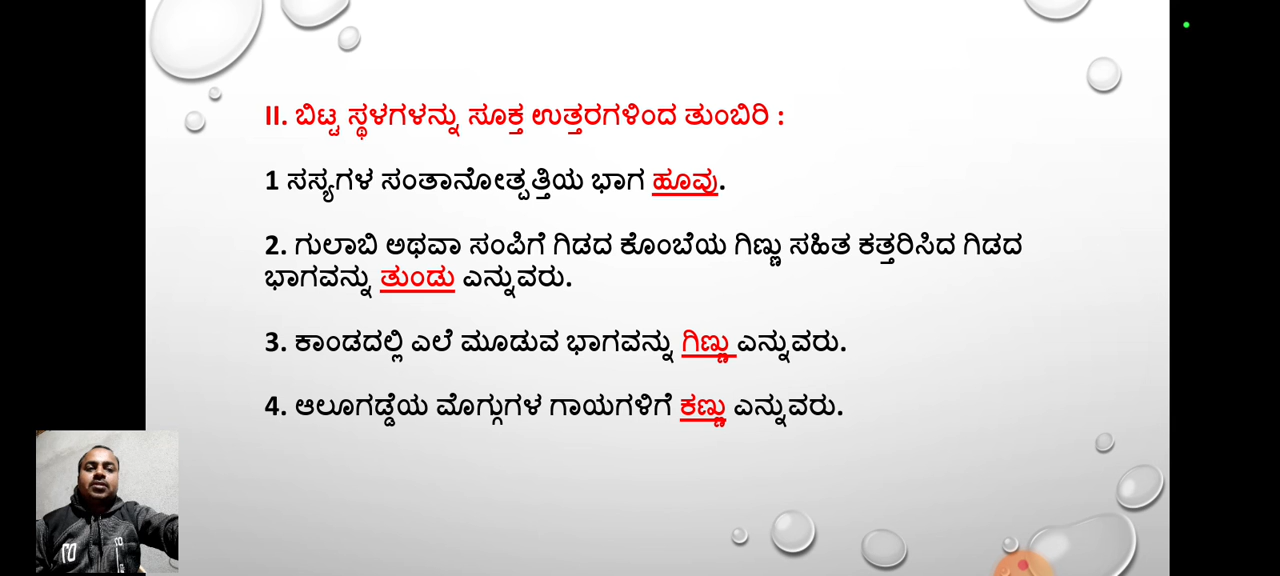 II. ಬಿಟ್ಟ ಸ್ಥಳಗಳನ್ನು ಸೂಕ್ತ ಉತ್ತರಗಳಿಂದ ತುಂಬಿರಿ :
1 ಸಸ್ಯಗಳ ಸಂತಾನೋತ್ಪತ್ತಿಯ ಭಾಗ ಹೂವು.
2. ಗುಲಾಬಿ ಅಥವಾ ಸಂಪಿಗೆ ಗಿಡದ ಕೊಂಬೆಯ ಗಿಣ್ಣು ಸಹಿತ ಕತ್ತರಿಸಿದ ಗಿಡದ
ಭಾಗವನ್ನು ತುಂಡು ಎನ್ನುವರು.
3. ಕಾಂಡದಲ್ಲಿ ಎಲೆ ಮೂಡುವ ಭಾಗವನ್ನು ಗಿಣ್ಣು ಎನ್ನುವರು.
4. ಆಲೂಗಡ್ಡೆಯ ಮೊಗ್ಗುಗಳ ಗಾಯಗಳಿಗೆ ಕಣ್ಣು ಎನ್ನುವರು.